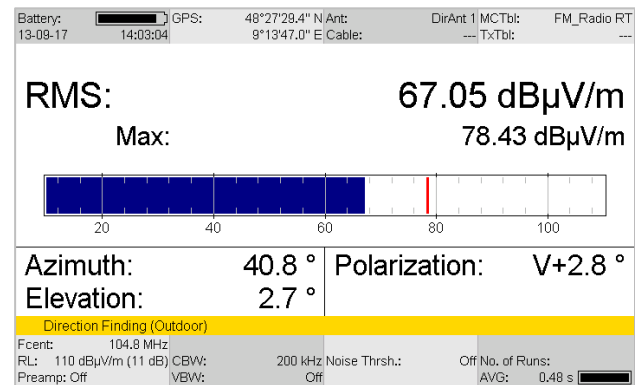 Battery: GPS: 48°27'29.4" N Ant: DirAnt 1 MCTbl: FM_Radio RT
13-09-17 14:03:04 9°13'47.0" E Cable: --- TxTbl: ---
RMS: 67.05 dBµV/m
Max: 78.43 dBµV/m
20 40 60 80 100
Azimuth: 40.8 ° Polarization: V+2.8 °
Elevation: 2.7 °
Direction Finding (Outdoor)
Fcent: 104.8 MHz
RL: 110 dBµV/m (11 dB) CBW: 200 kHz Noise Thrsh.: Off No. of Runs:
Preamp: Off VBW: Off AVG: 0.48 s